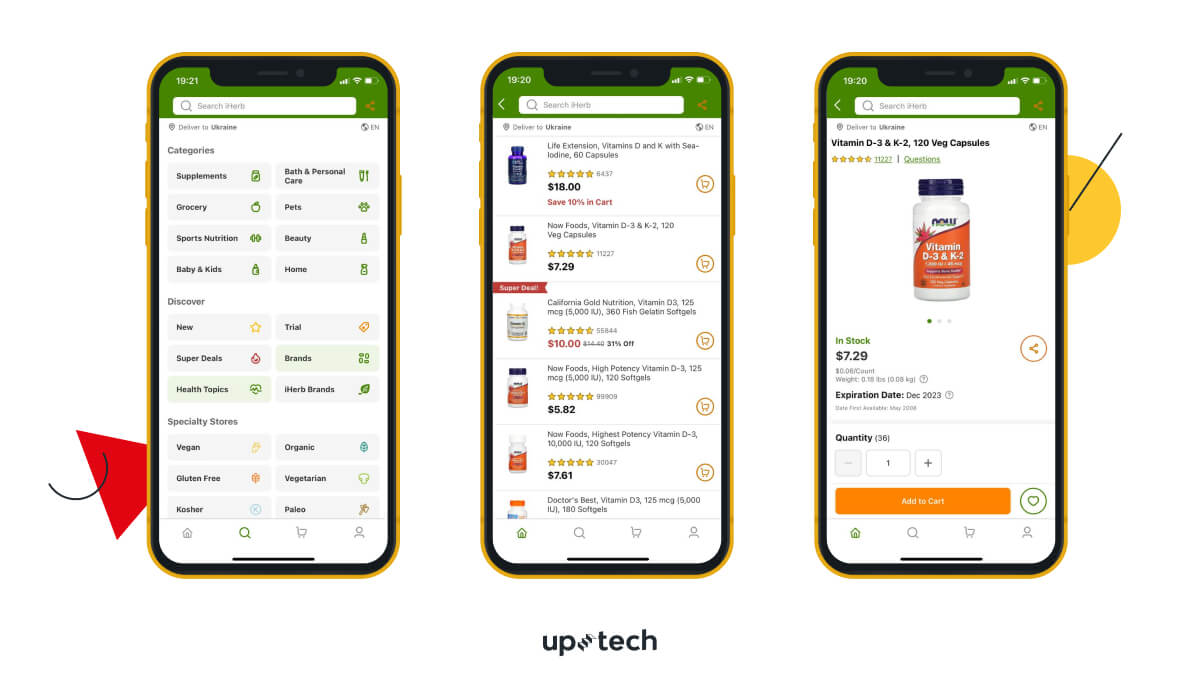 19:21
Search iHerb
Deliver to Ukraine
EN
Categories
Supplements
Bath & Personal
Care
Grocery
Pets
Sports Nutrition
Beauty
Baby & Kids
Home
Discover
New
Trial
Super Deals
Brands
Health Topics
iHerb Brands
Specialty Stores
Vegan
Organic
Gluten Free
Vegetarian
Kosher
Paleo
19:20
Search iHerb
Deliver to Ukraine
EN
Life Extension, Vitamins D and K with Sea-
Iodine, 60 Capsules
6437
$18.00
Save 10% in Cart
Now Foods, Vitamin D-3 & K-2, 120
Veg Capsules
11227
$7.29
Super Deal!
California Gold Nutrition, Vitamin D3, 125
mcg (5,000 IU), 360 Fish Gelatin Softgels
55844
$10.00 $14.40 31% Off
Now Foods, High Potency Vitamin D-3, 125
mcg (5,000 IU), 120 Softgels
99909
$5.82
Now Foods, Highest Potency Vitamin D-3,
10,000 IU, 120 Softgels
30047
$7.61
Doctor's Best, Vitamin D3, 125 mcg (5,000
IU), 180 Softgels
19:20
Search iHerb
Deliver to Ukraine
EN
Vitamin D-3 & K-2, 120 Veg Capsules
11227 | Questions
now
Vitamin
D-3 & K-2
In Stock
$7.29
$0.06/Count
Weight: 0.18 lbs (0.08 kg)
Expiration Date: Dec 2023
Date First Available: May 2008
Quantity (36)
1
Add to Cart
upstech